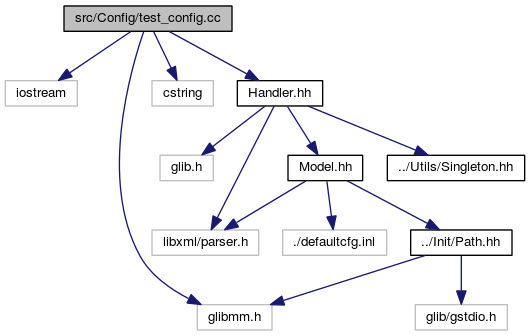 src/Config/test_config.cc
iostream
cstring
Handler.hh
glib.h
Model.hh
../Utils/Singleton.hh
libxml/parser.h
./defaultcfg.inl
../Init/Path.hh
glibmm.h
glib/gstdio.h